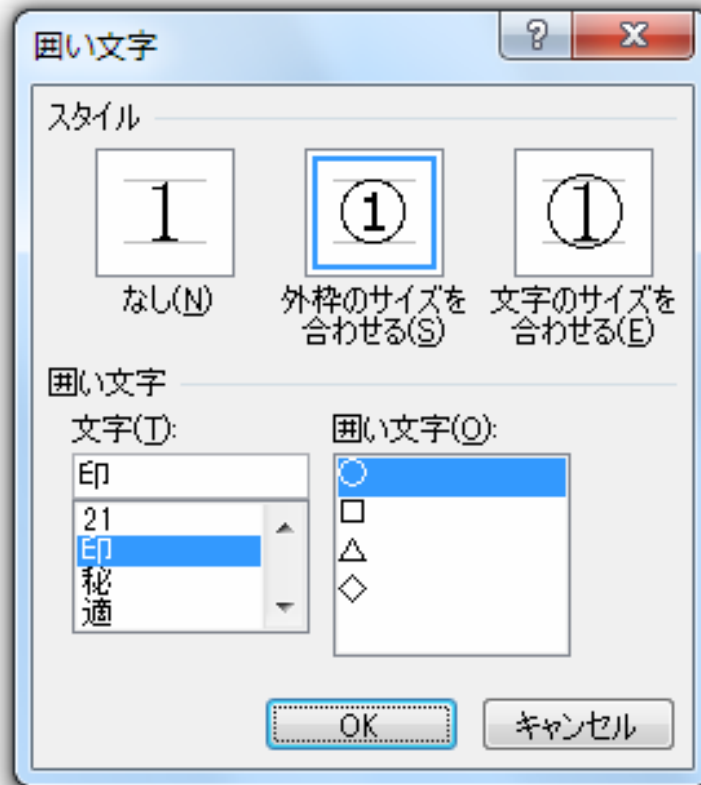 囲い文字
スタイル
1
①
①
なし(N)
外枠のサイズを
合わせる(S)
文字のサイズを
合わせる(E)
囲い文字
文字(T):
印
21
印
秘
適
囲い文字(O):
○
□
△
◇
OK
キャンセル